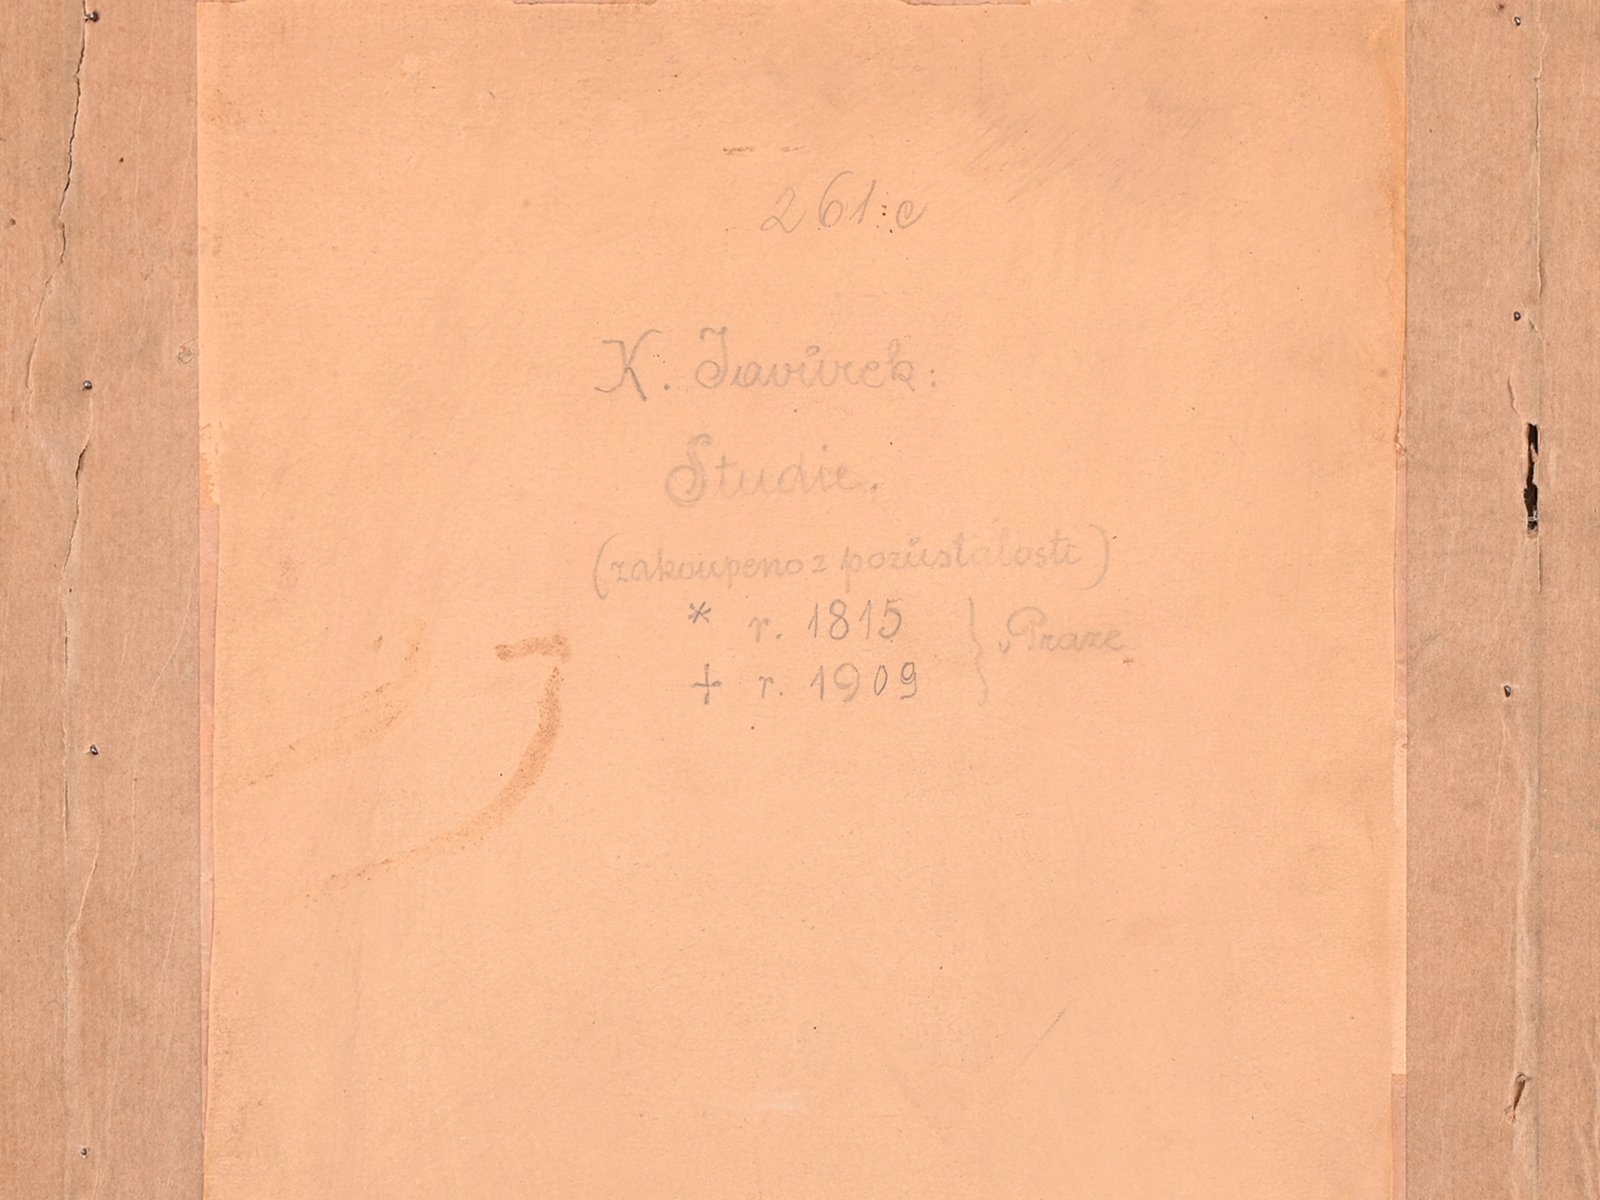 261:c
K. Javůrek:
Studie.
(zakoupeno z pozůstalosti)
* r. 1815 } v Praze
+ r. 1909